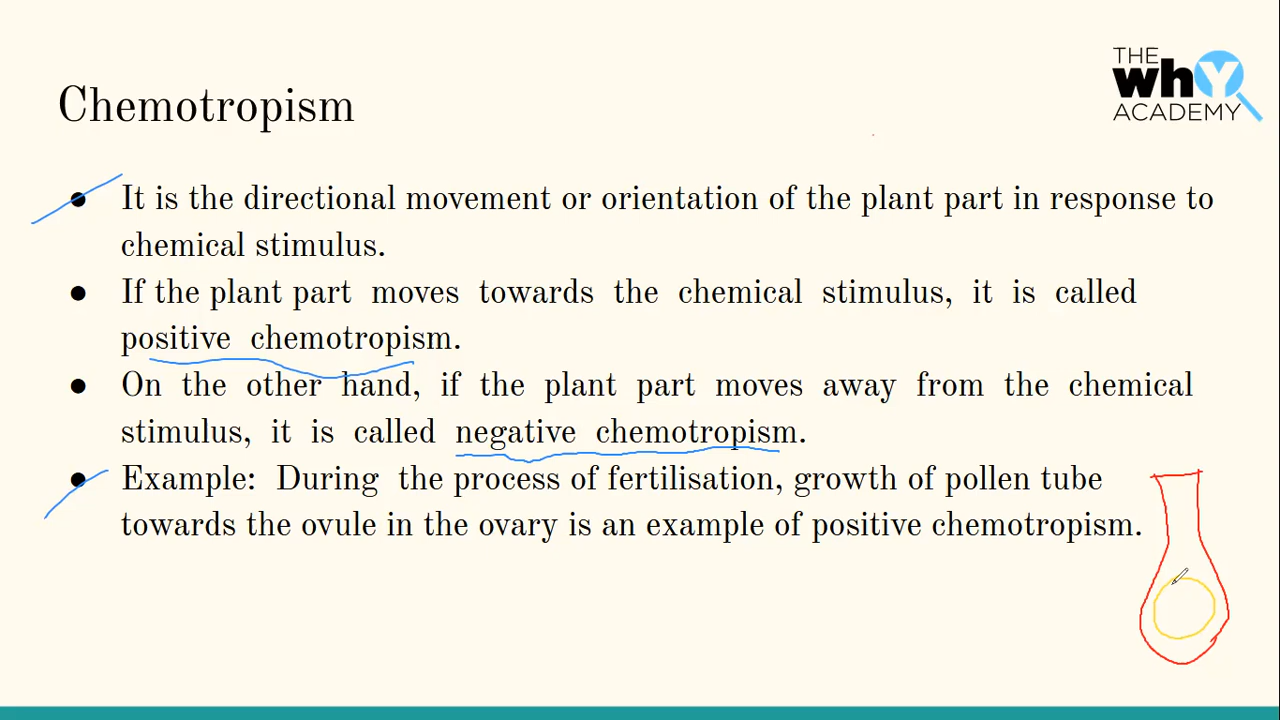 THE
whY
ACADEMY
Chemotropism
● It is the directional movement or orientation of the plant part in response to
chemical stimulus.
● If the plant part moves towards the chemical stimulus, it is called
positive chemotropism.
● On the other hand, if the plant part moves away from the chemical
stimulus, it is called negative chemotropism.
● Example: During the process of fertilisation, growth of pollen tube
towards the ovule in the ovary is an example of positive chemotropism.